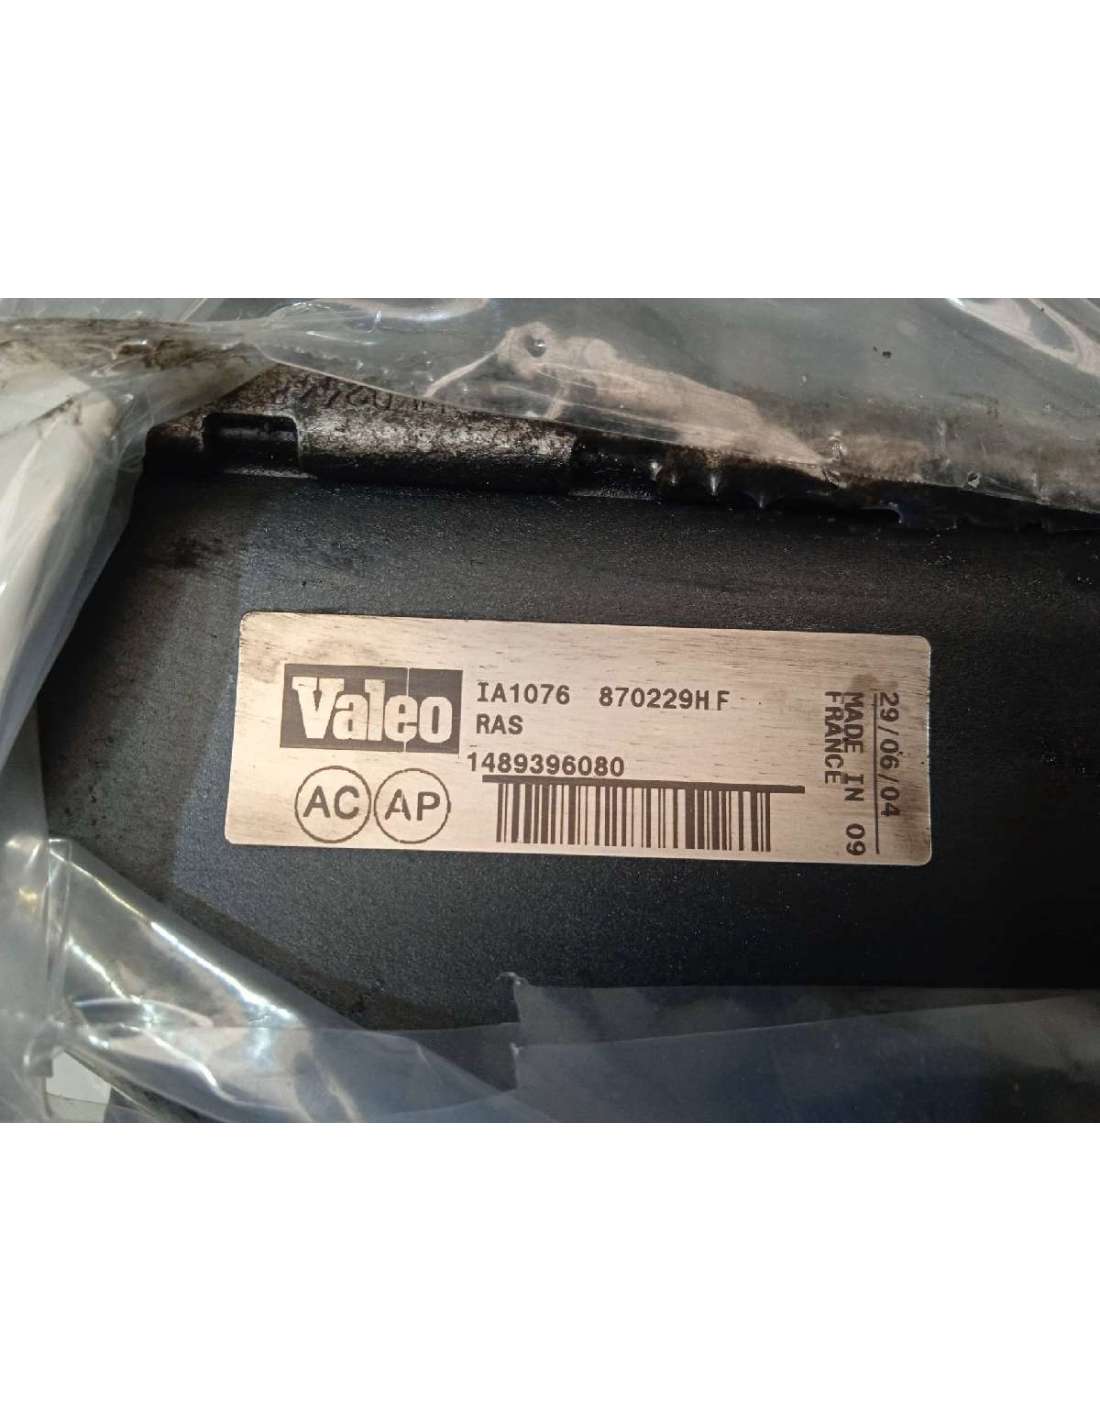 Valeo
IA1076 870229HF
RAS
1489396080
AC AP
29/06/04
MADE IN 09
FRANCE